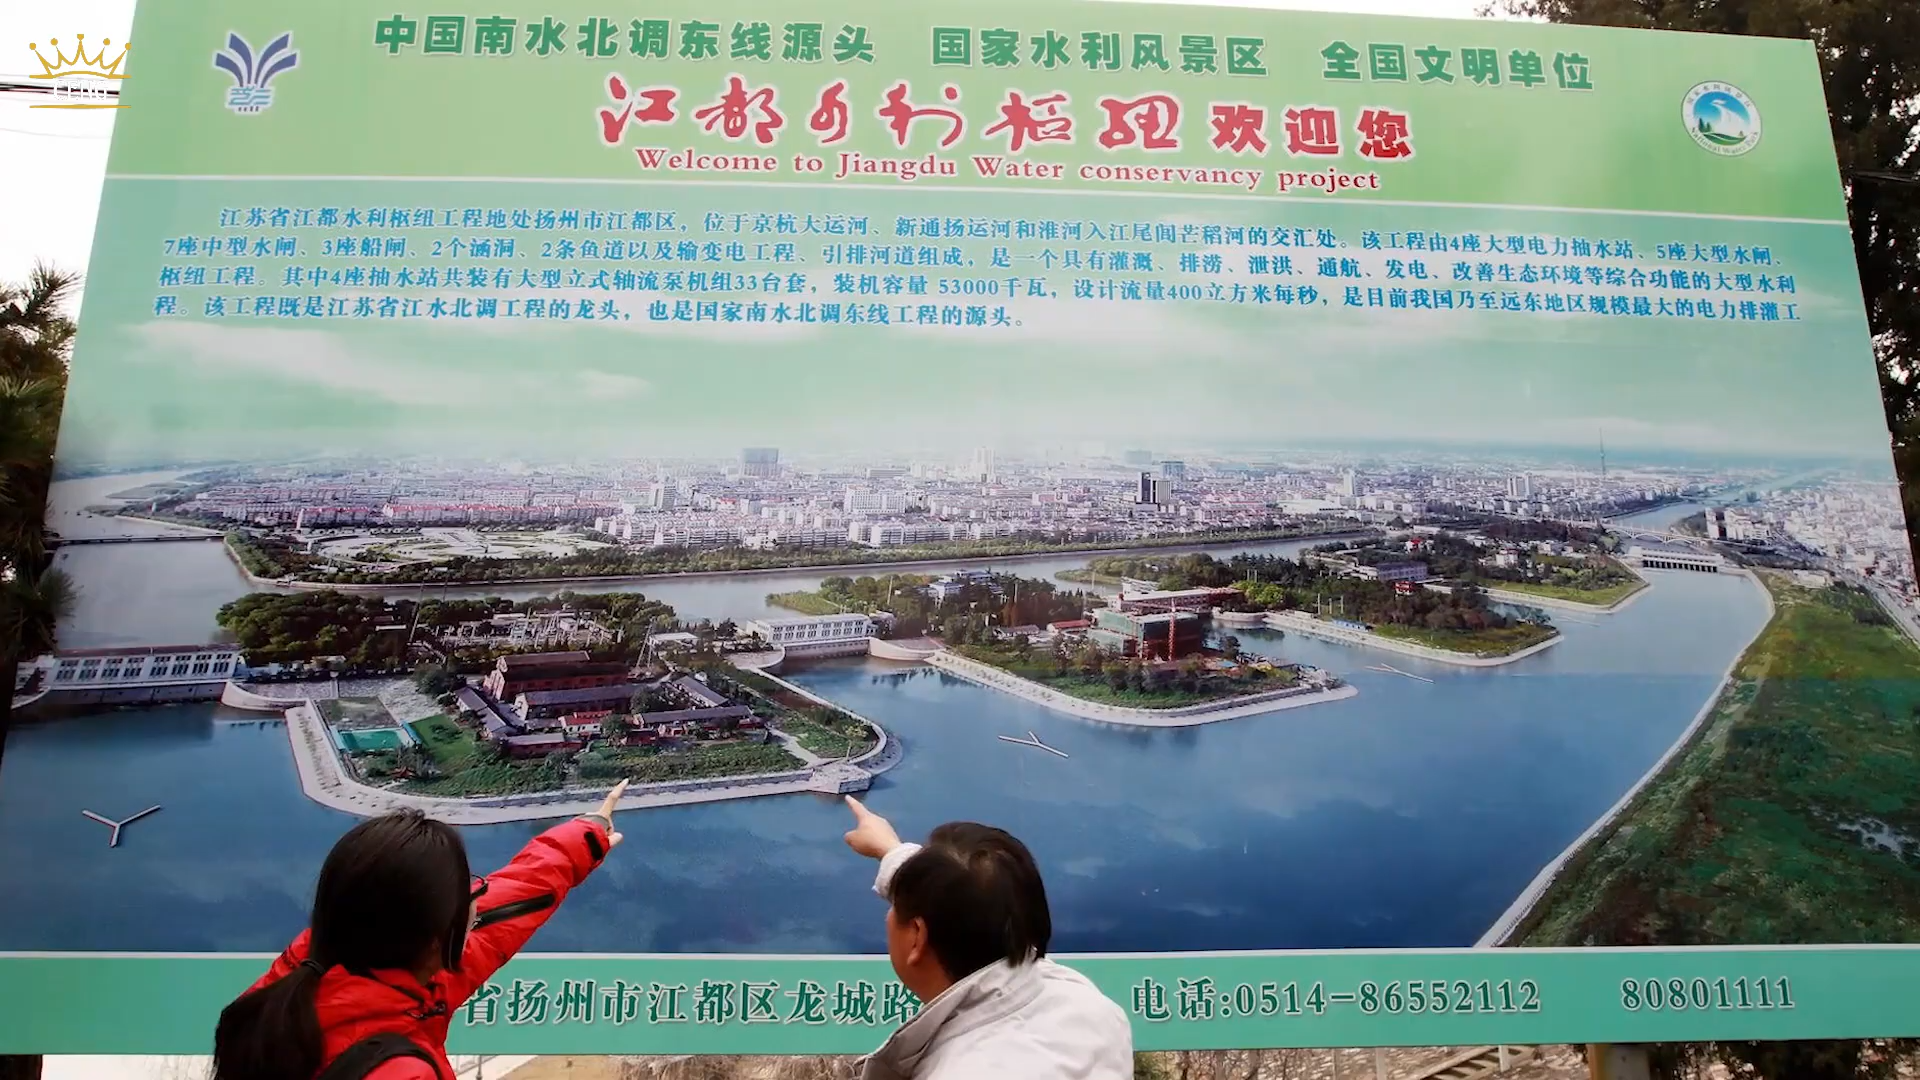 中国南水北调东线源头 国家水利风景区 全国文明单位
江都水利枢纽 欢迎您
Welcome to Jiangdu Water conservancy project
江苏省江都水利枢纽工程地处扬州市江都区，位于京杭大运河、新通扬运河和淮河入江尾闾芒稻河的交汇处。该工程由4座大型电力抽水站、5座大型水闸、
7座中型水闸、3座船闸、2个涵洞、2条鱼道以及输变电工程、引排河道组成，是一个具有灌溉、排涝、泄洪、通航、发电、改善生态环境等综合功能的大型水利
枢纽工程。其中4座抽水站共装有大型立式轴流泵机组33台套，装机容量 53000千瓦，设计流量400立方米每秒，是目前我国乃至远东地区规模最大的电力排灌工
程。该工程既是江苏省江水北调工程的龙头，也是国家南水北调东线工程的源头。
省扬州市江都区龙城路 电话:0514-86552112 80801111